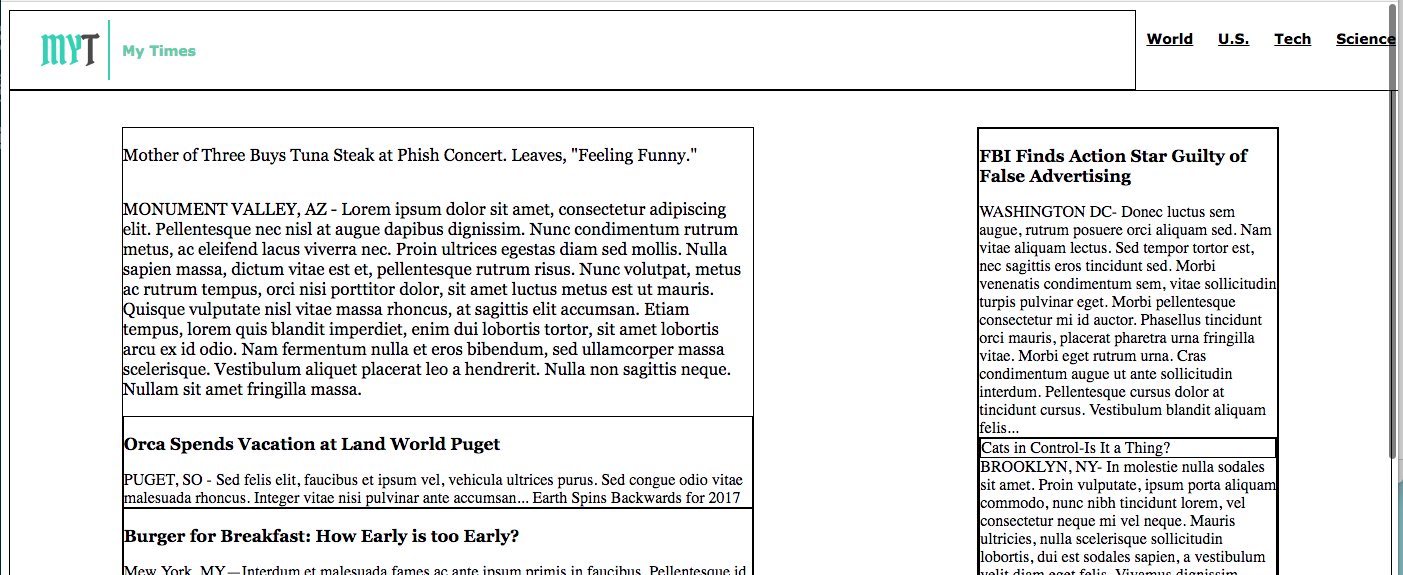 MYT
My Times
World U.S. Tech Science
Mother of Three Buys Tuna Steak at Phish Concert. Leaves, "Feeling Funny."
MONUMENT VALLEY, AZ - Lorem ipsum dolor sit amet, consectetur adipiscing
elit. Pellentesque nec nisl at augue dapibus dignissim. Nunc condimentum rutrum
metus, ac eleifend lacus viverra nec. Proin ultrices egestas diam sed mollis. Nulla
sapien massa, dictum vitae est et, pellentesque rutrum risus. Nunc volutpat, metus
ac rutrum tempus, orci nisi porttitor dolor, sit amet luctus metus est ut mauris.
Quisque vulputate nisl vitae massa rhoncus, at sagittis elit accumsan. Etiam
tempus, lorem quis blandit imperdiet, enim dui lobortis tortor, sit amet lobortis
arcu ex id odio. Nam fermentum nulla et eros bibendum, sed ullamcorper massa
scelerisque. Vestibulum aliquet placerat leo a hendrerit. Nulla non sagittis neque.
Nullam sit amet fringilla massa.
Orca Spends Vacation at Land World Puget
PUGET, SO - Sed felis elit, faucibus et ipsum vel, vehicula ultrices purus. Sed congue odio vitae
malesuada rhoncus. Integer vitae nisi pulvinar ante accumsan... Earth Spins Backwards for 2017
Burger for Breakfast: How Early is too Early?
Mew York, MY—Interdum et malesuada fames ac ante ipsum primis in faucibus. Pellentesque id
FBI Finds Action Star Guilty of
False Advertising
WASHINGTON DC- Donec luctus sem
augue, rutrum posuere orci aliquam sed. Nam
vitae aliquam lectus. Sed tempor tortor est,
nec sagittis eros tincidunt sed. Morbi
venenatis condimentum sem, vitae sollicitudin
turpis pulvinar eget. Morbi pellentesque
consectetur mi id auctor. Phasellus tincidunt
orci mauris, placerat pharetra urna fringilla
vitae. Morbi eget rutrum urna. Cras
condimentum augue ut ante sollicitudin
interdum. Pellentesque cursus dolor at
tincidunt cursus. Vestibulum blandit aliquam
felis...
Cats in Control-Is It a Thing?
BROOKLYN, NY- In molestie nulla sodales
sit amet. Proin vulputate, ipsum porta aliquam
commodo, nunc nibh tincidunt lorem, vel
consectetur neque mi vel neque. Mauris
ultricies, nulla scelerisque sollicitudin
lobortis, dui est sodales sapien, a vestibulum
velit diam eget felis. Vivamus dignissim